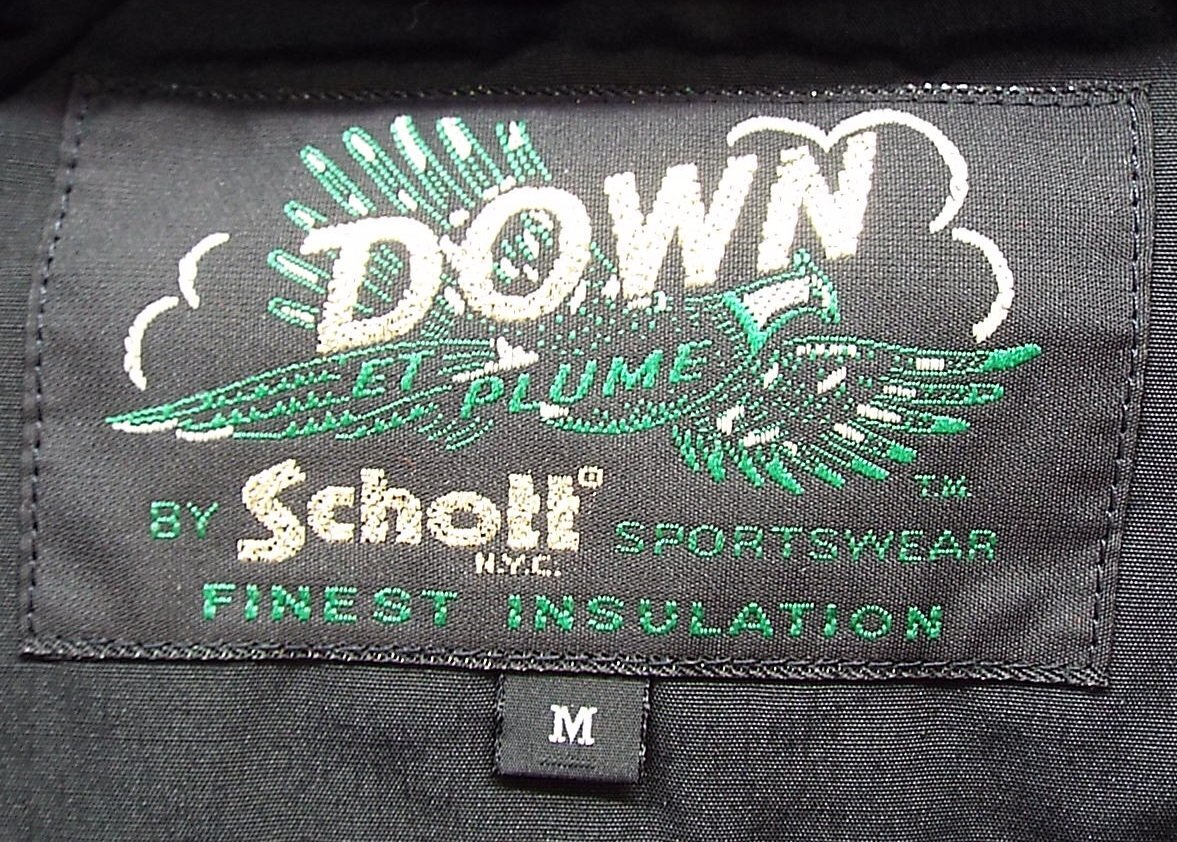 DOWN
ET PLUME
T.M.
BY Schott® SPORTSWEAR
N.Y.C.
FINEST INSULATION
M